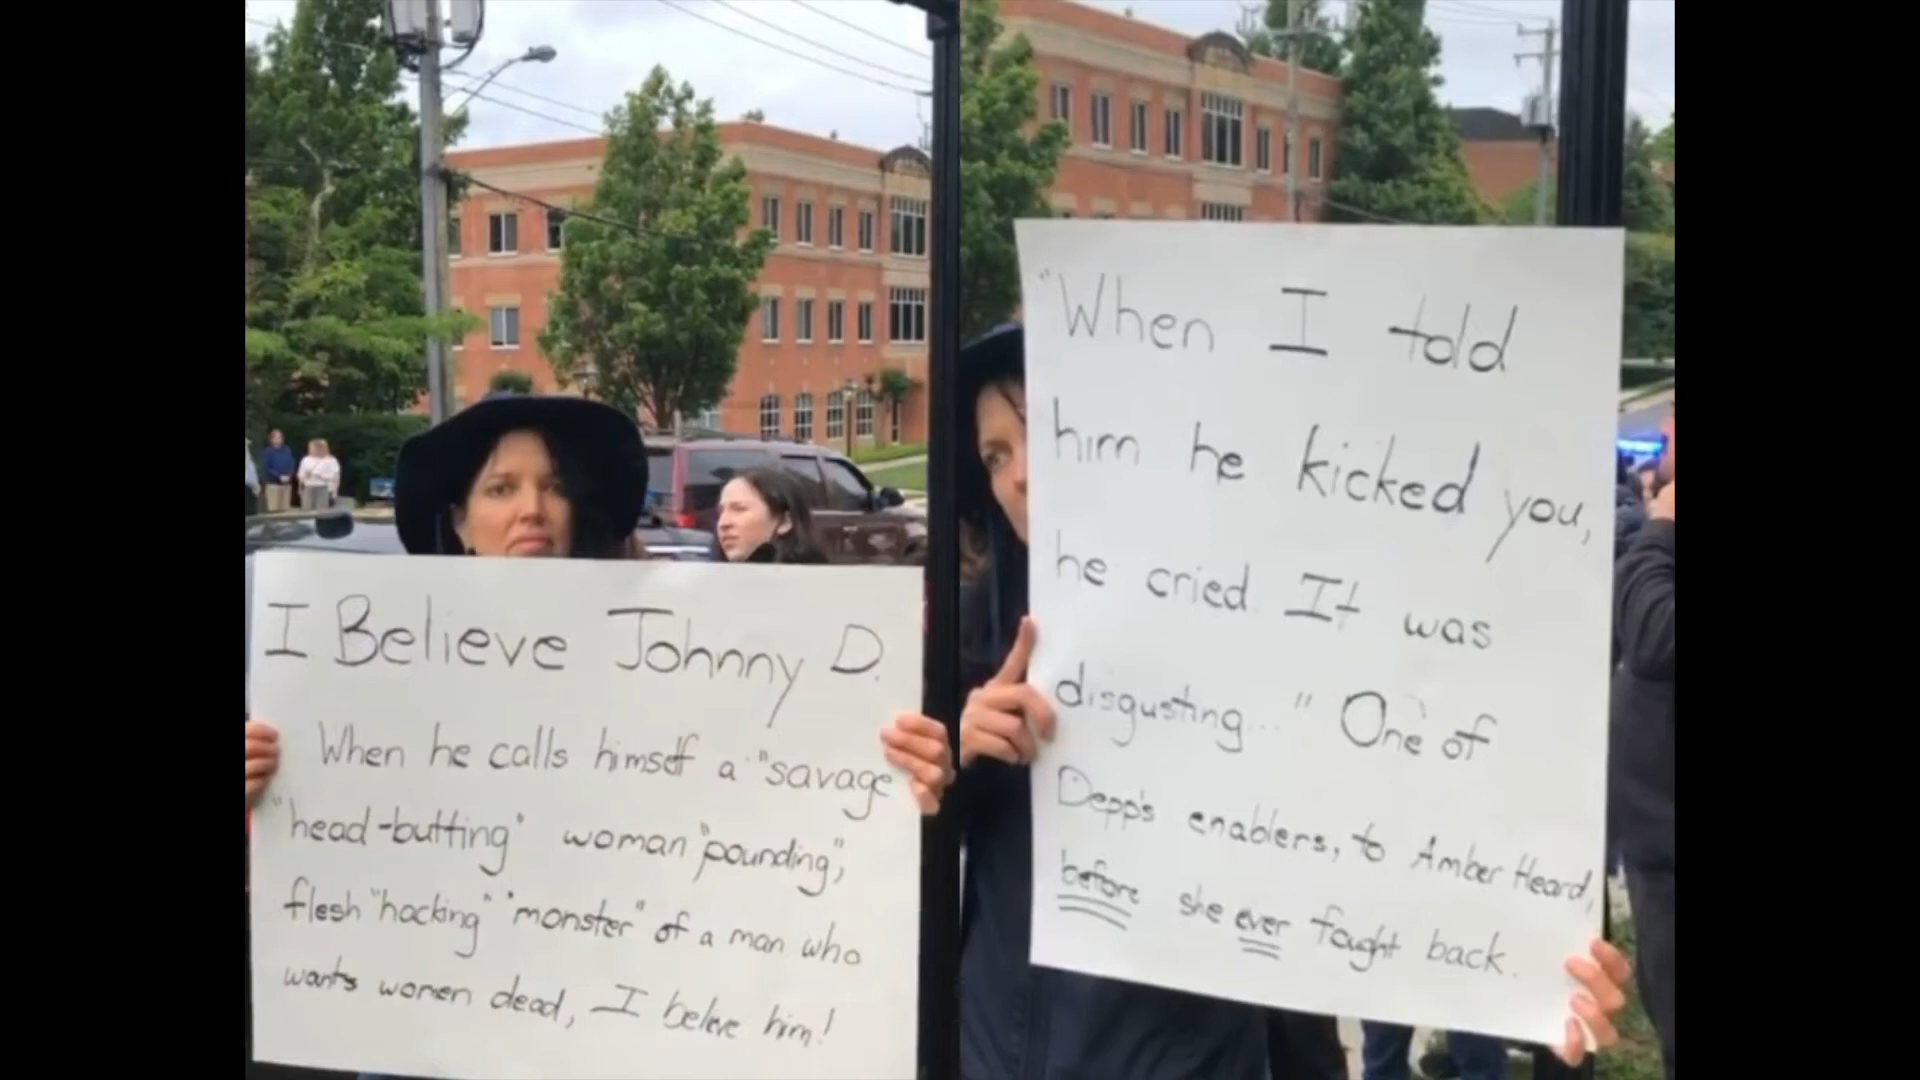 I Believe Johnny D.
When he calls himself a "savage
"head-butting" woman "pounding",
flesh "hacking" "monster" of a man who
wants women dead, I believe him!
"When I told
him he kicked you,
he cried. It was
disgusting..." One of
Depp's enablers, to Amber Heard,
before she ever fought back.